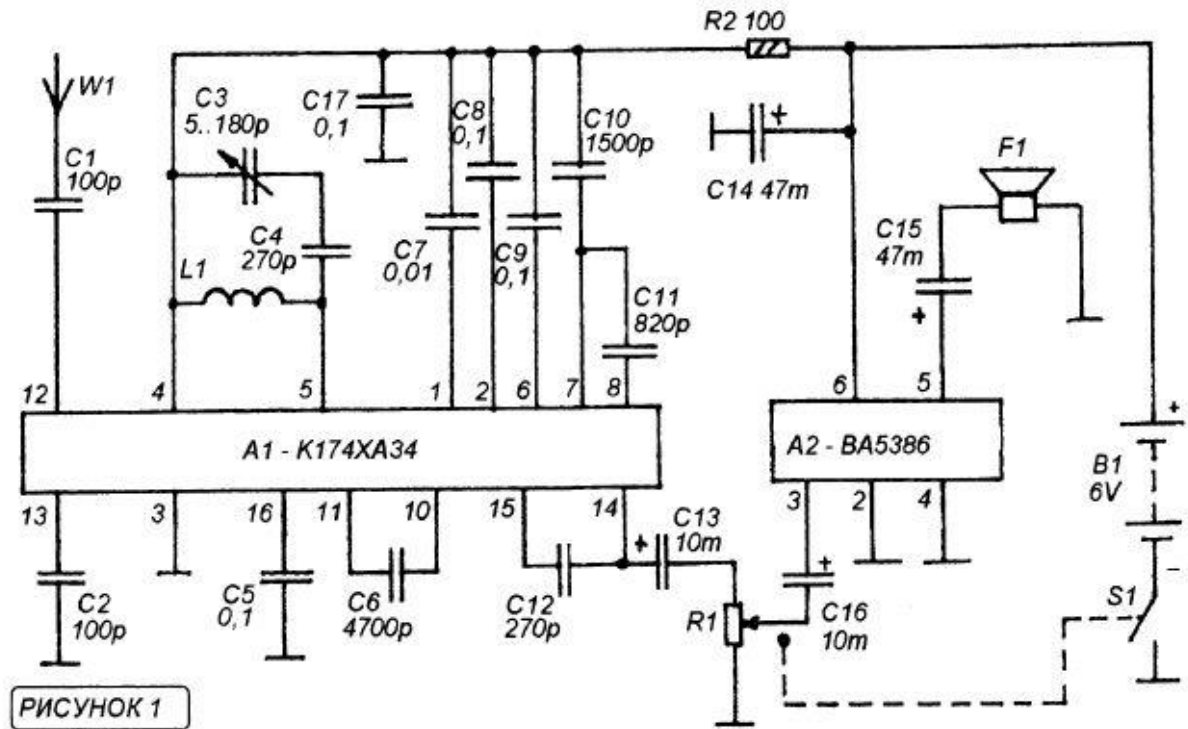 R2 100
W1
C3
5..180p
C17
0,1
C8
0,1
C10
1500p
C1
100p
C14 47m
F1
C4
270p
L1
C7
0,01
C9
0,1
C15
47m
C11
820p
12
4
5
1
2
6
7
8
6
5
A1 - К174ХА34
A2 - BA5386
B1
6V
13
3
16
11
10
15
14
3
2
4
C13
10m
C2
100p
C5
0,1
C6
4700p
C12
270p
R1
C16
10m
S1
РИСУНОК 1